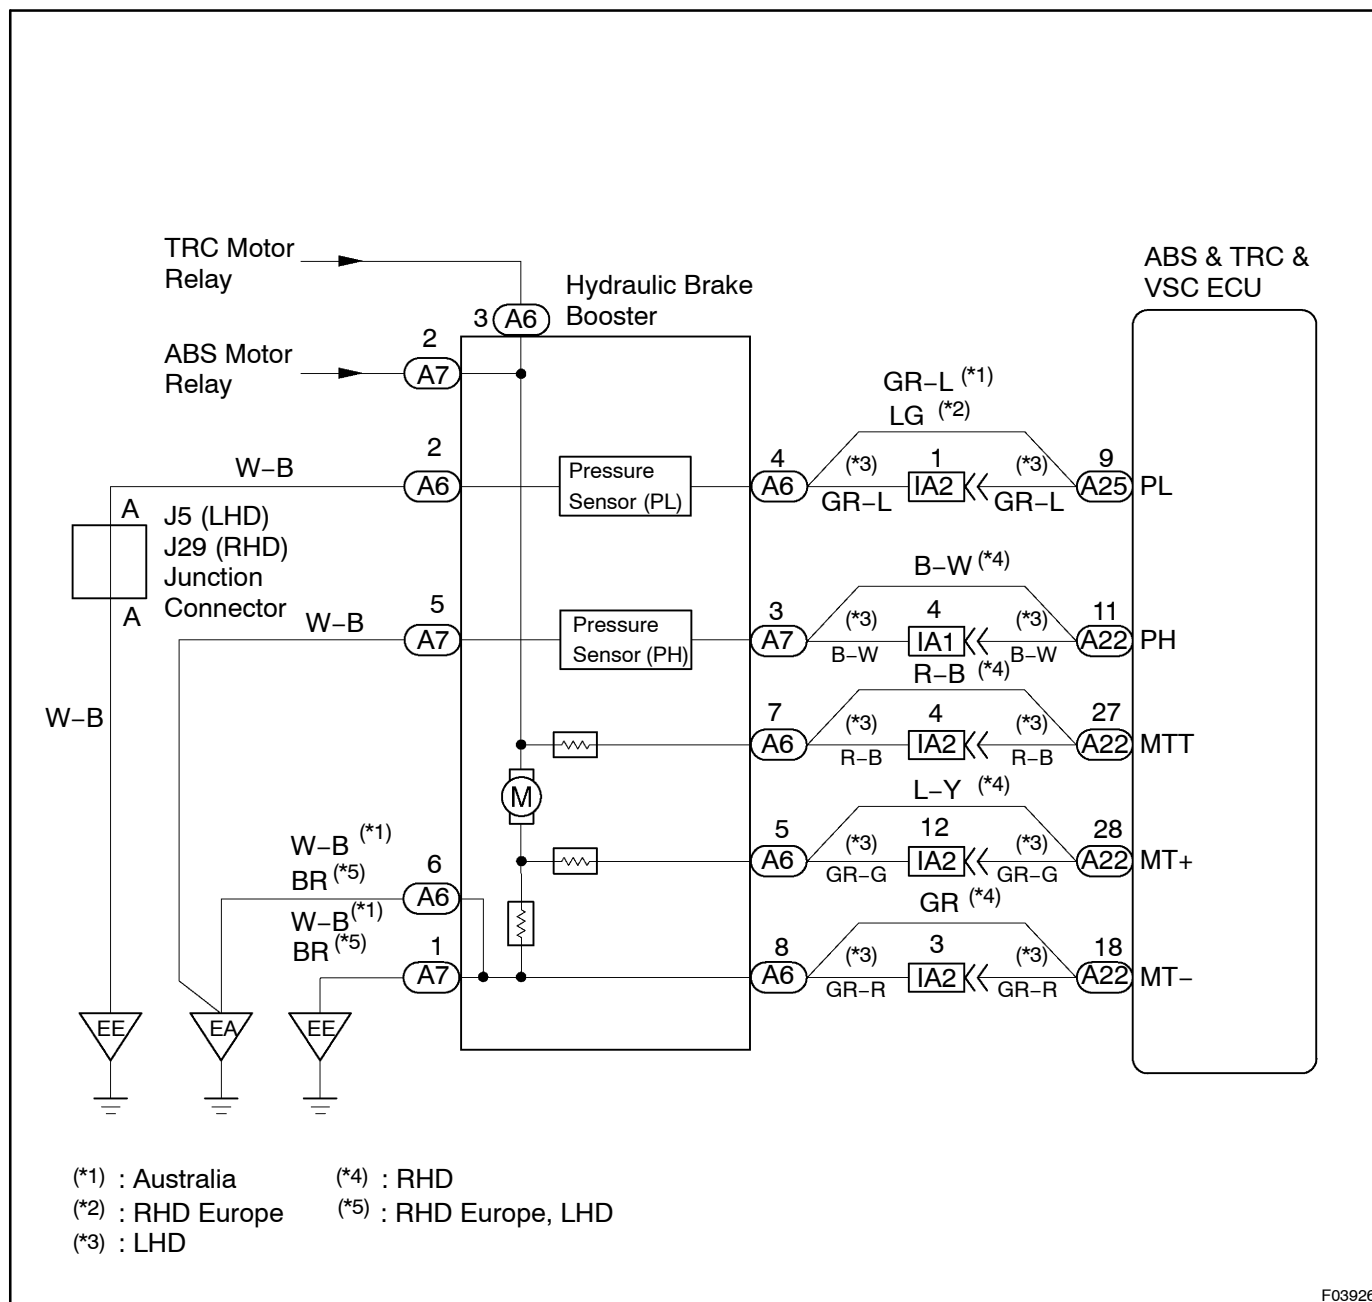 TRC Motor
Relay
ABS & TRC &
VSC ECU
Hydraulic Brake
Booster
3 A6
2
ABS Motor
Relay
A7
GR-L (*1)
LG (*2)
2
W-B
A6
Pressure
Sensor (PL)
4
A6
(*3)
GR-L
1
IA2
(*3)
GR-L
9
A25 PL
A
J5 (LHD)
J29 (RHD)
Junction
Connector
A
B-W (*4)
5
W-B
A7
Pressure
Sensor (PH)
3
A7
(*3)
B-W
4
IA1
(*3)
B-W
11
A22 PH
W-B
R-B (*4)
7
A6
(*3)
R-B
4
IA2
(*3)
R-B
27
A22 MTT
M
L-Y (*4)
5
A6
(*3)
GR-G
12
IA2
(*3)
GR-G
28
A22 MT+
W-B (*1)
BR (*5)
6
A6
W-B (*1)
BR (*5)
1
A7
GR (*4)
8
A6
(*3)
GR-R
3
IA2
(*3)
GR-R
18
A22 MT-
EE
EA
EE
(*1) : Australia
(*2) : RHD Europe
(*3) : LHD
(*4) : RHD
(*5) : RHD Europe, LHD
F03926